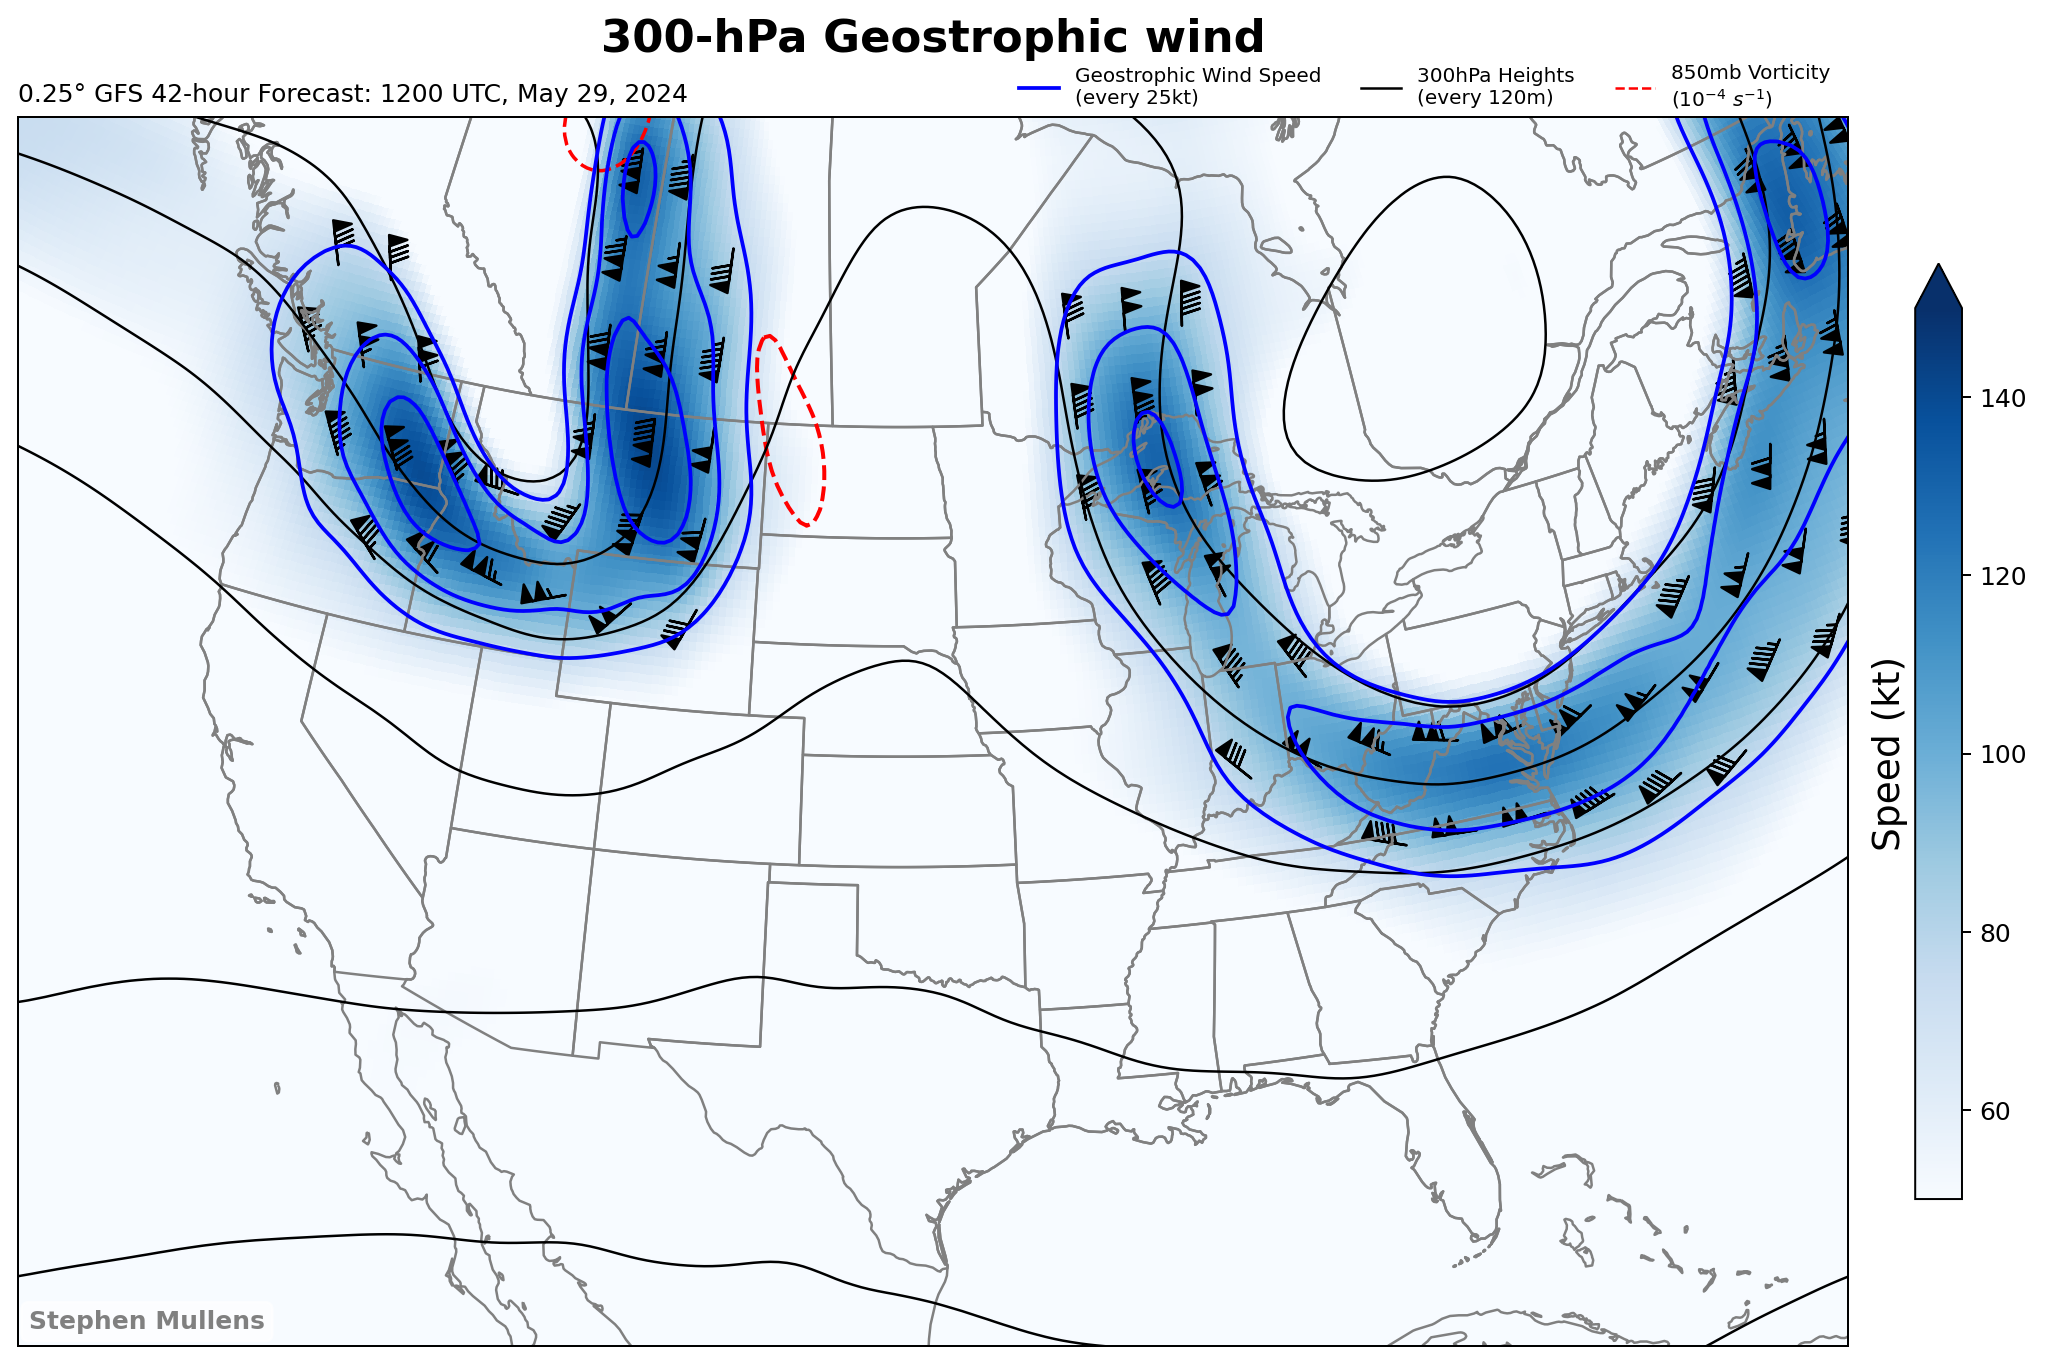 300-hPa Geostrophic wind
0.25° GFS 42-hour Forecast: 1200 UTC, May 29, 2024
Geostrophic Wind Speed
(every 25kt)
300hPa Heights
(every 120m)
850mb Vorticity
(10⁻⁴ s⁻¹)
140
120
100
80
60
Speed (kt)
Stephen Mullens